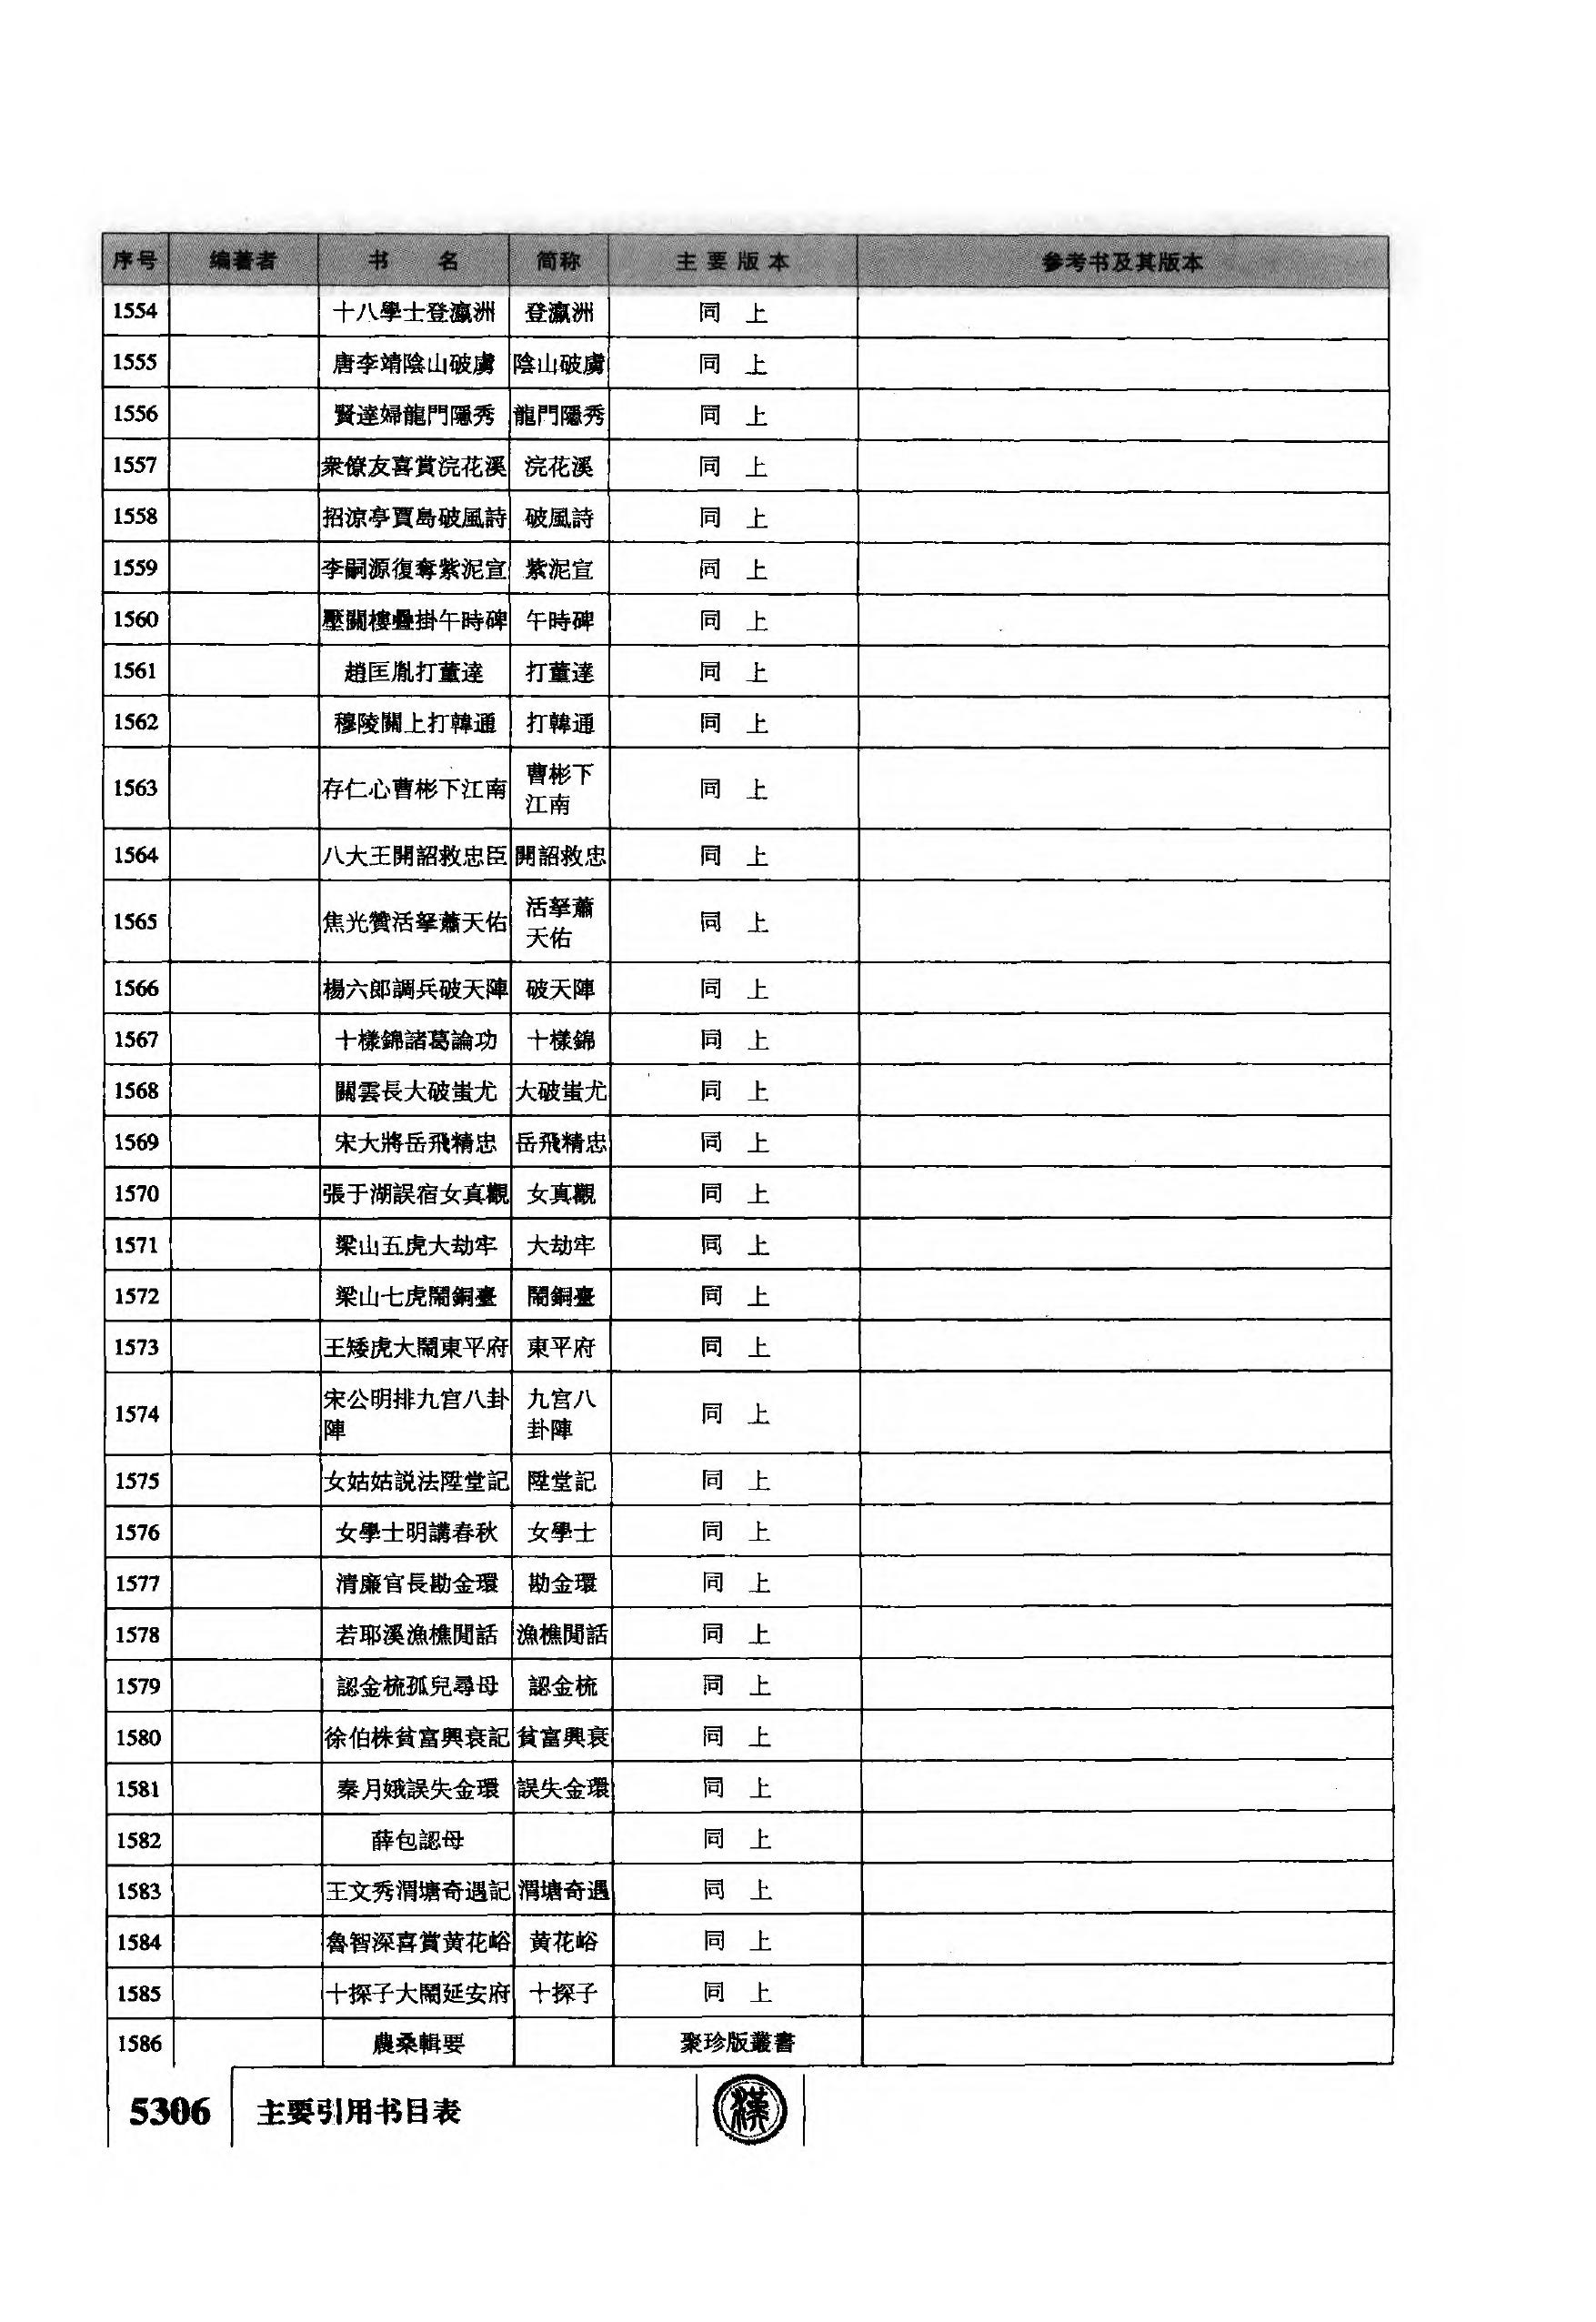 序号 编著者 书 名 简称 主要版本 参考书及其版本
1554 十八學士登瀛洲 登瀛洲 同 上
1555 唐李靖陰山破虜 陰山破虜 同 上
1556 賢達婦龍門隱秀 龍門隱秀 同 上
1557 衆僚友喜賞浣花溪 浣花溪 同 上
1558 招涼亭賈島破風詩 破風詩 同 上
1559 李嗣源復奪紫泥宣 紫泥宣 同 上
1560 壓關樓疊掛午時碑 午時碑 同 上
1561 趙匡胤打董達 打董達 同 上
1562 穆陵關上打韓通 打韓通 同 上
1563 存仁心曹彬下江南 曹彬下
江南 同 上
1564 八大王開詔救忠臣 開詔救忠 同 上
1565 焦光贊活拏蕭天佑 活拏蕭
天佑 同 上
1566 楊六郎調兵破天陣 破天陣 同 上
1567 十樣錦諸葛論功 十樣錦 同 上
1568 關雲長大破蚩尤 大破蚩尤 同 上
1569 宋大將岳飛精忠 岳飛精忠 同 上
1570 張于湖誤宿女真觀 女真觀 同 上
1571 梁山五虎大劫牢 大劫牢 同 上
1572 梁山七虎鬧銅臺 鬧銅臺 同 上
1573 王矮虎大鬧東平府 東平府 同 上
1574 宋公明排九宫八卦
陣 九宫八
卦陣 同 上
1575 女姑姑説法陞堂記 陞堂記 同 上
1576 女學士明講春秋 女學士 同 上
1577 清廉官長勘金環 勘金環 同 上
1578 若耶溪漁樵閒話 漁樵閒話 同 上
1579 認金梳孤兒尋母 認金梳 同 上
1580 徐伯株貧富興衰記 貧富興衰 同 上
1581 秦月娥誤失金環 誤失金環 同 上
1582 薛包認母 同 上
1583 王文秀渭塘奇遇記 渭塘奇遇 同 上
1584 魯智深喜賞黄花峪 黄花峪 同 上
1585 十探子大鬧延安府 十探子 同 上
1586 農桑輯要 聚珍版叢書
5306 主要引用书目表 漢